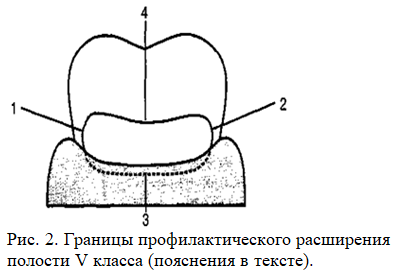 4
1
2
3
Рис. 2. Границы профилактического расширения
полости V класса (пояснения в тексте).